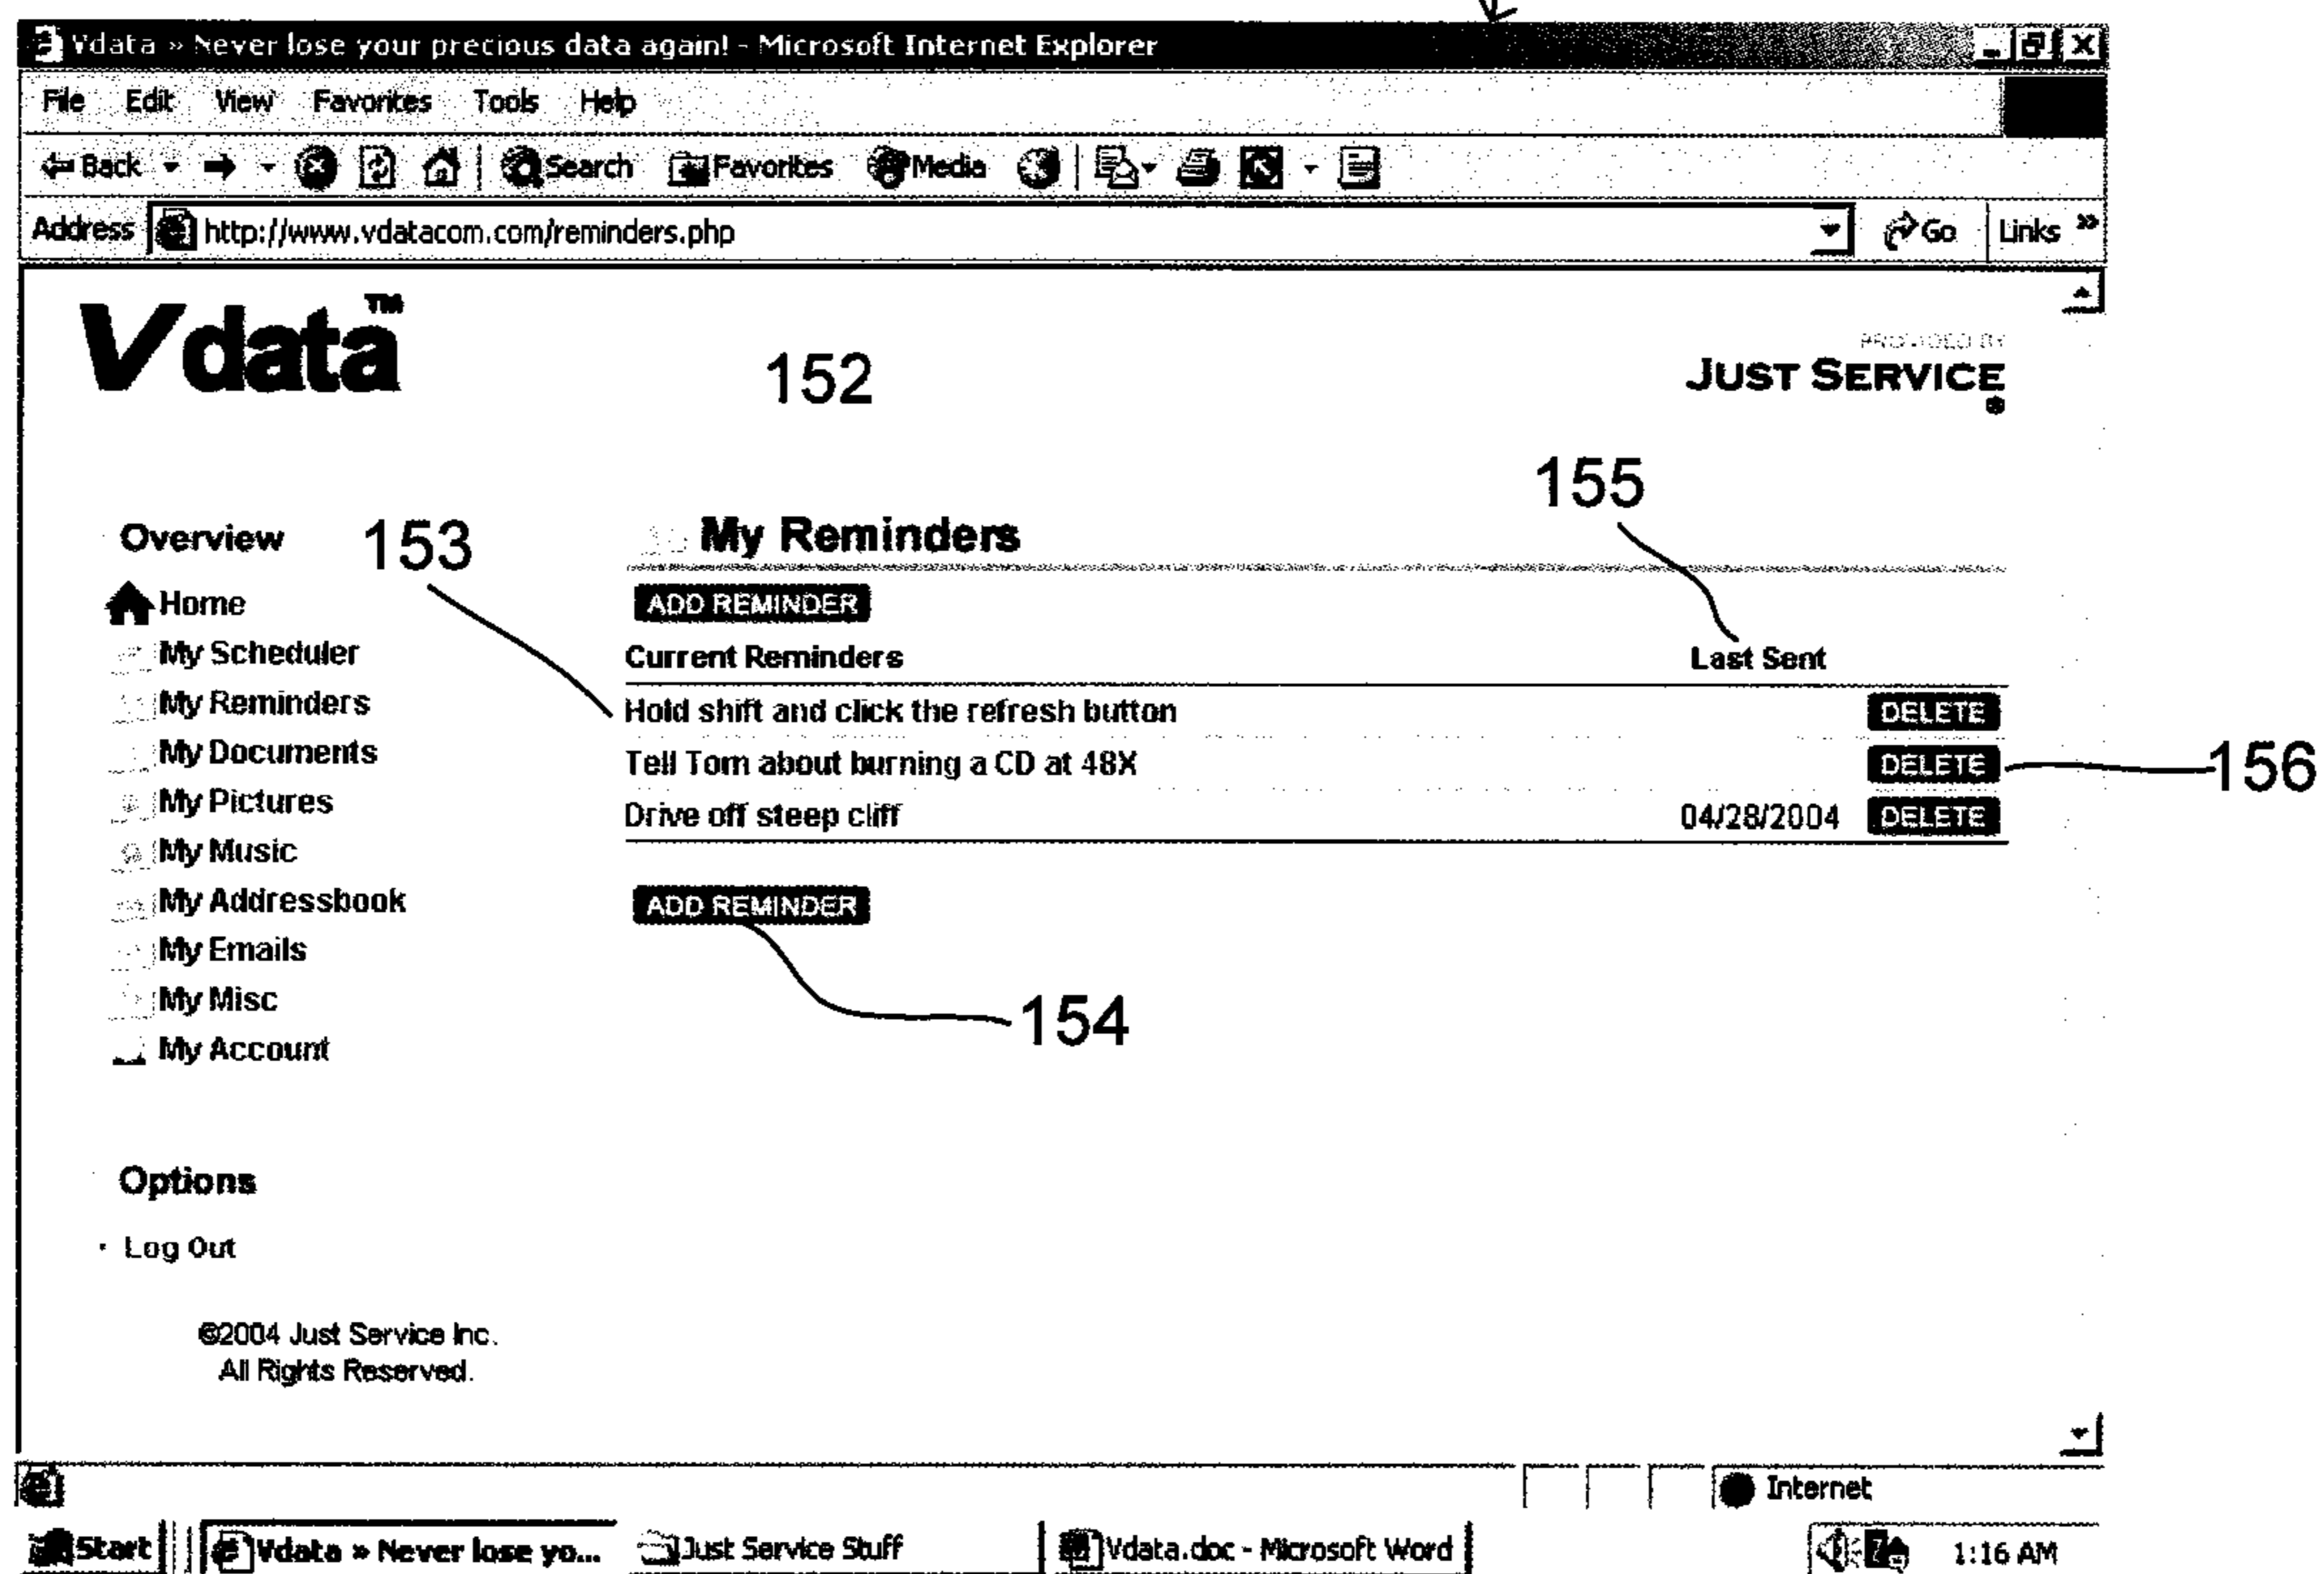 Vdata » Never lose your precious data again! - Microsoft Internet Explorer
File Edit View Favorites Tools Help
Back Search Favorites Media
Address http://www.vdatacom.com/reminders.php Go Links »
Vdata™
152
PROVIDED BY
JUST SERVICE
®
155
Overview
153
My Reminders
Home
ADD REMINDER
My Scheduler
Current Reminders Last Sent
My Reminders
Hold shift and click the refresh button DELETE
My Documents
Tell Tom about burning a CD at 48X DELETE
156
My Pictures
Drive off steep cliff 04/28/2004 DELETE
My Music
My Addressbook
ADD REMINDER
My Emails
My Misc
154
My Account
Options
· Log Out
©2004 Just Service Inc.
All Rights Reserved.
Internet
Start Vdata » Never lose yo... Just Service Stuff Vdata.doc - Microsoft Word 1:16 AM